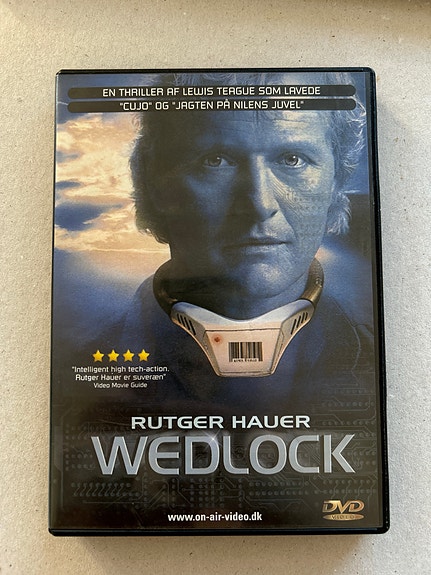 EN THRILLER AF LEWIS TEAGUE SOM LAVEDE
"CUJO" OG "JAGTEN PÅ NILENS JUVEL"
"Intelligent high tech-action.
Rutger Hauer er suveræn"
Video Movie Guide
RUTGER HAUER
WEDLOCK
www.on-air-video.dk
DVD
VIDEO